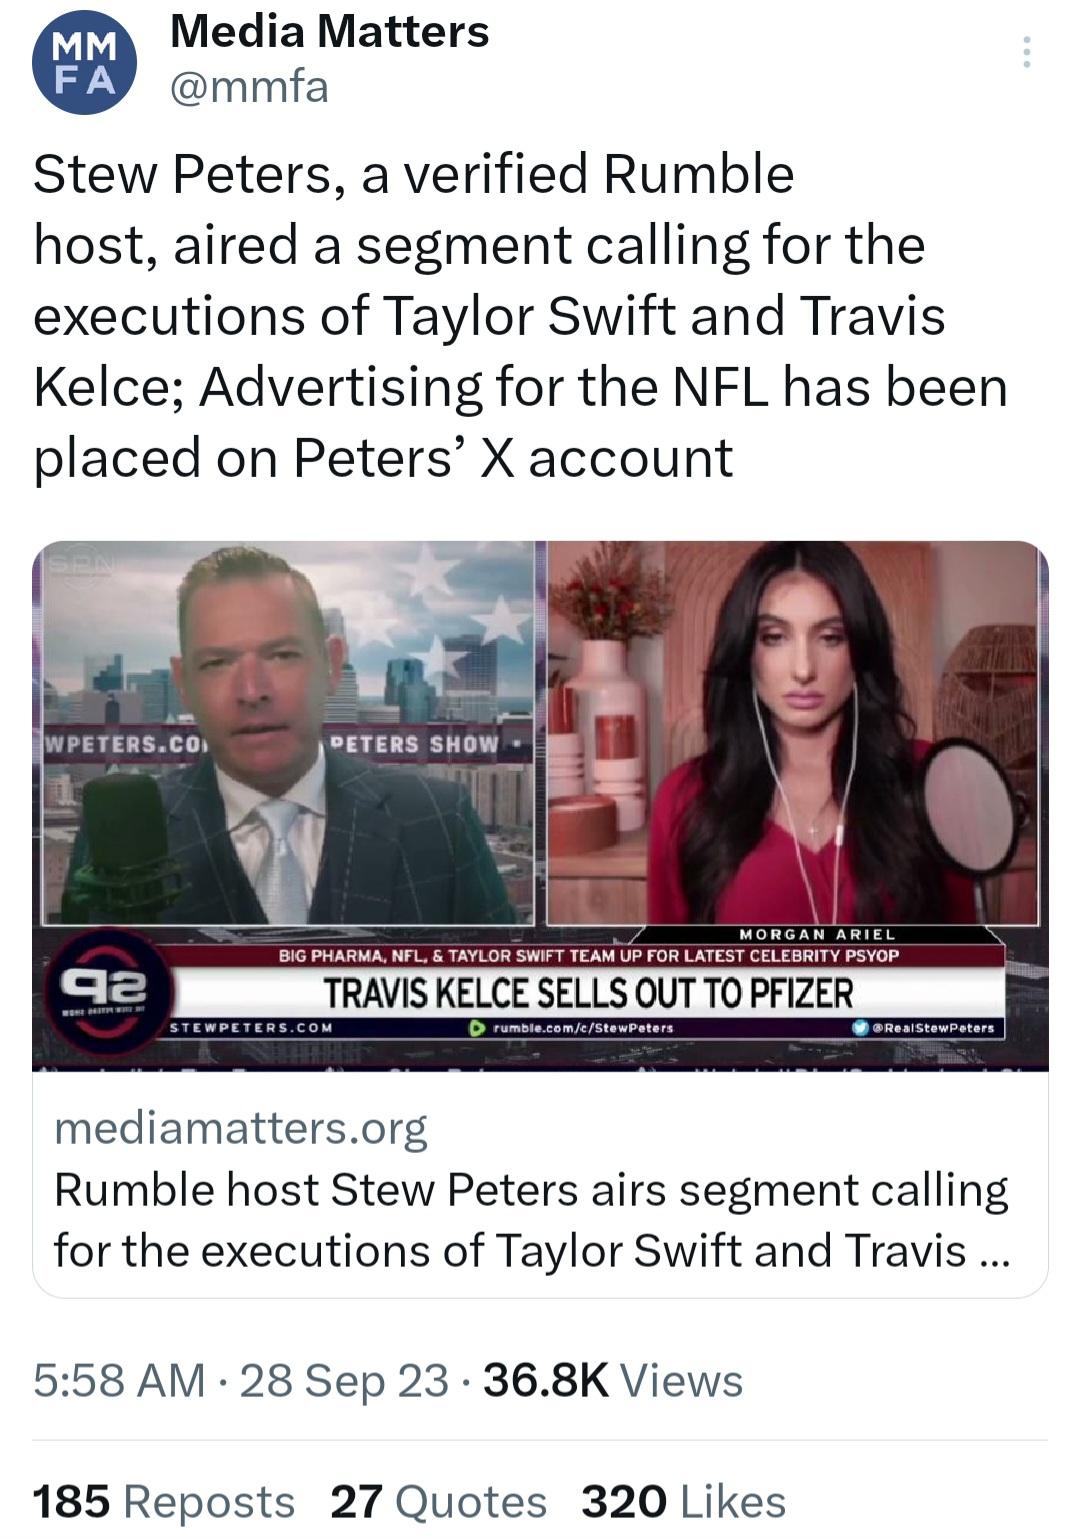 MM
FA
Media Matters
@mmfa
Stew Peters, a verified Rumble
host, aired a segment calling for the
executions of Taylor Swift and Travis
Kelce; Advertising for the NFL has been
placed on Peters’ X account
SPN
WPETERS.CO
PETERS SHOW
MORGAN ARIEL
BIG PHARMA, NFL, & TAYLOR SWIFT TEAM UP FOR LATEST CELEBRITY PSYOP
TRAVIS KELCE SELLS OUT TO PFIZER
STEWPETERS.COM
rumble.com/c/StewPeters
@RealStewPeters
mediamatters.org
Rumble host Stew Peters airs segment calling
for the executions of Taylor Swift and Travis ...
5:58 AM · 28 Sep 23 · 36.8K Views
185 Reposts 27 Quotes 320 Likes